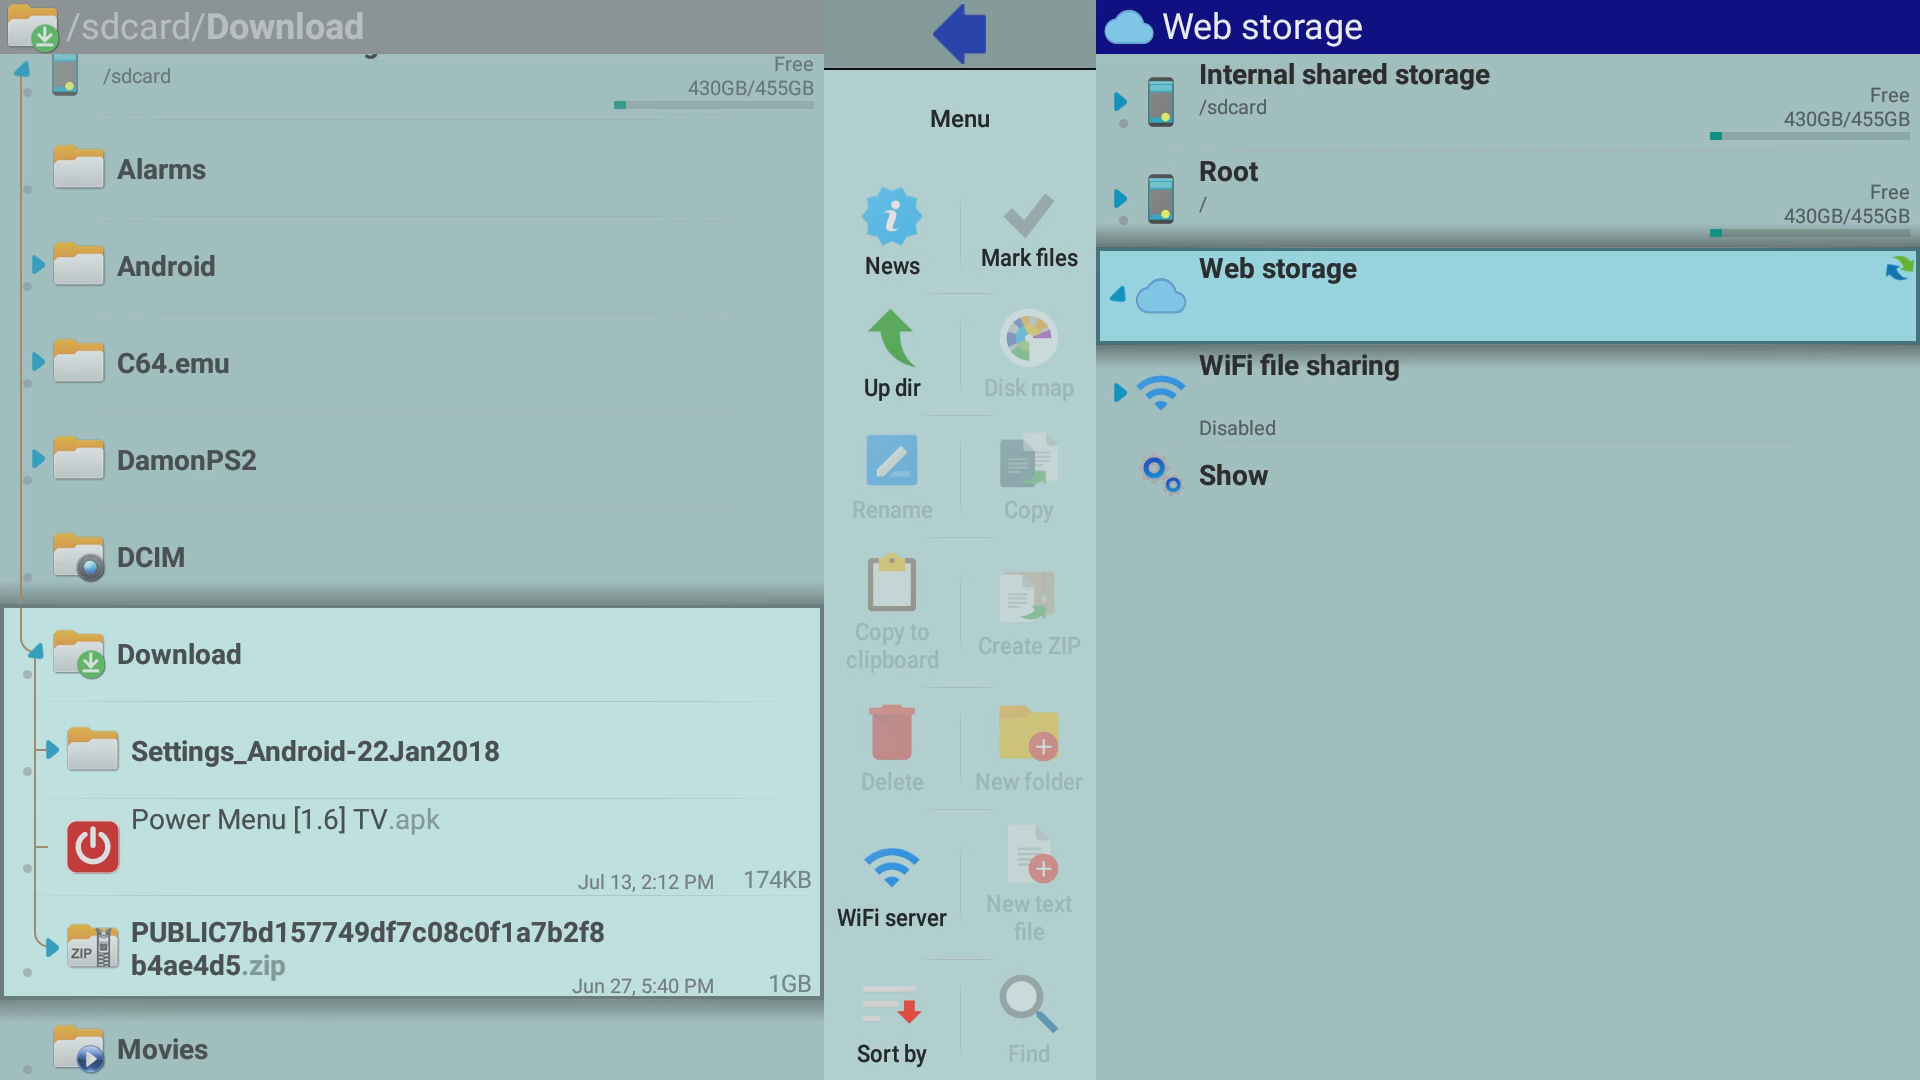 /sdcard/Download
/sdcard
Free
430GB/455GB
Alarms
Android
C64.emu
DamonPS2
DCIM
Download
Settings_Android-22Jan2018
Power Menu [1.6] TV.apk
Jul 13, 2:12 PM 174KB
PUBLIC7bd157749df7c08c0f1a7b2f8
b4ae4d5.zip
ZIP
Jun 27, 5:40 PM 1GB
Movies
Menu
News
Mark files
Up dir
Disk map
Rename
Copy
Copy to
clipboard
Create ZIP
Delete
New folder
WiFi server
New text
file
Sort by
Find
Web storage
Internal shared storage
/sdcard
Free
430GB/455GB
Root
/
Free
430GB/455GB
Web storage
WiFi file sharing
Disabled
Show